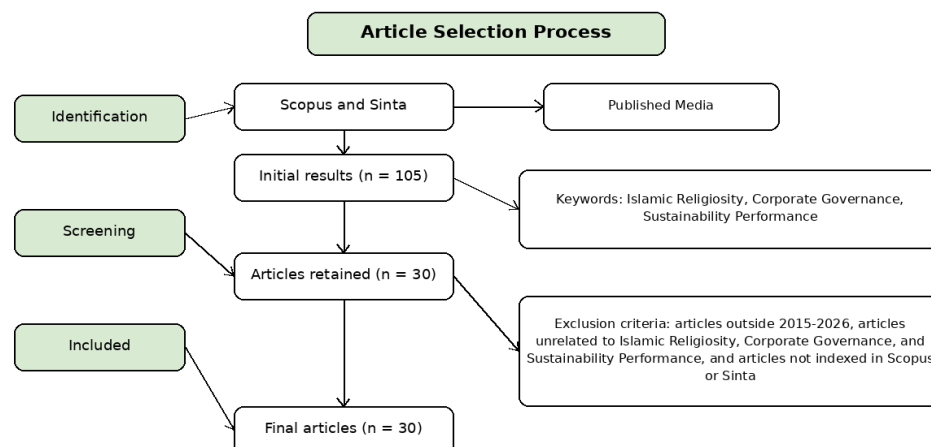 Article Selection Process
Scopus and Sinta
Published Media
Identification
Initial results (n = 105)
Keywords: Islamic Religiosity, Corporate Governance,
Sustainability Performance
Screening
Articles retained (n = 30)
Exclusion criteria: articles outside 2015-2026, articles
unrelated to Islamic Religiosity, Corporate Governance, and
Sustainability Performance, and articles not indexed in Scopus
or Sinta
Included
Final articles (n = 30)